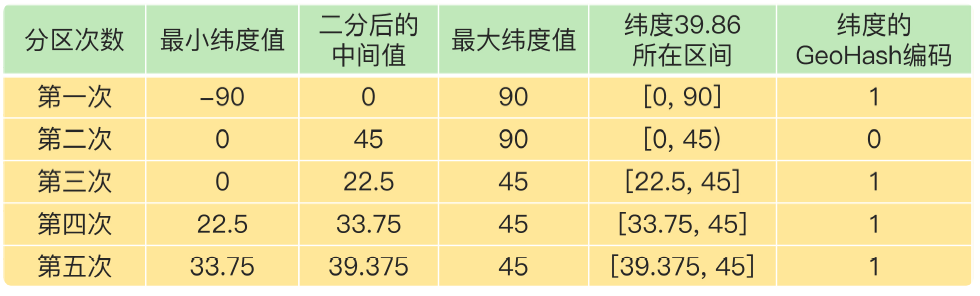 分区次数 最小纬度值 二分后的中间值 最大纬度值 纬度39.86所在区间 纬度的GeoHash编码
第一次 -90 0 90 [0, 90] 1
第二次 0 45 90 [0, 45) 0
第三次 0 22.5 45 [22.5, 45] 1
第四次 22.5 33.75 45 [33.75, 45] 1
第五次 33.75 39.375 45 [39.375, 45] 1